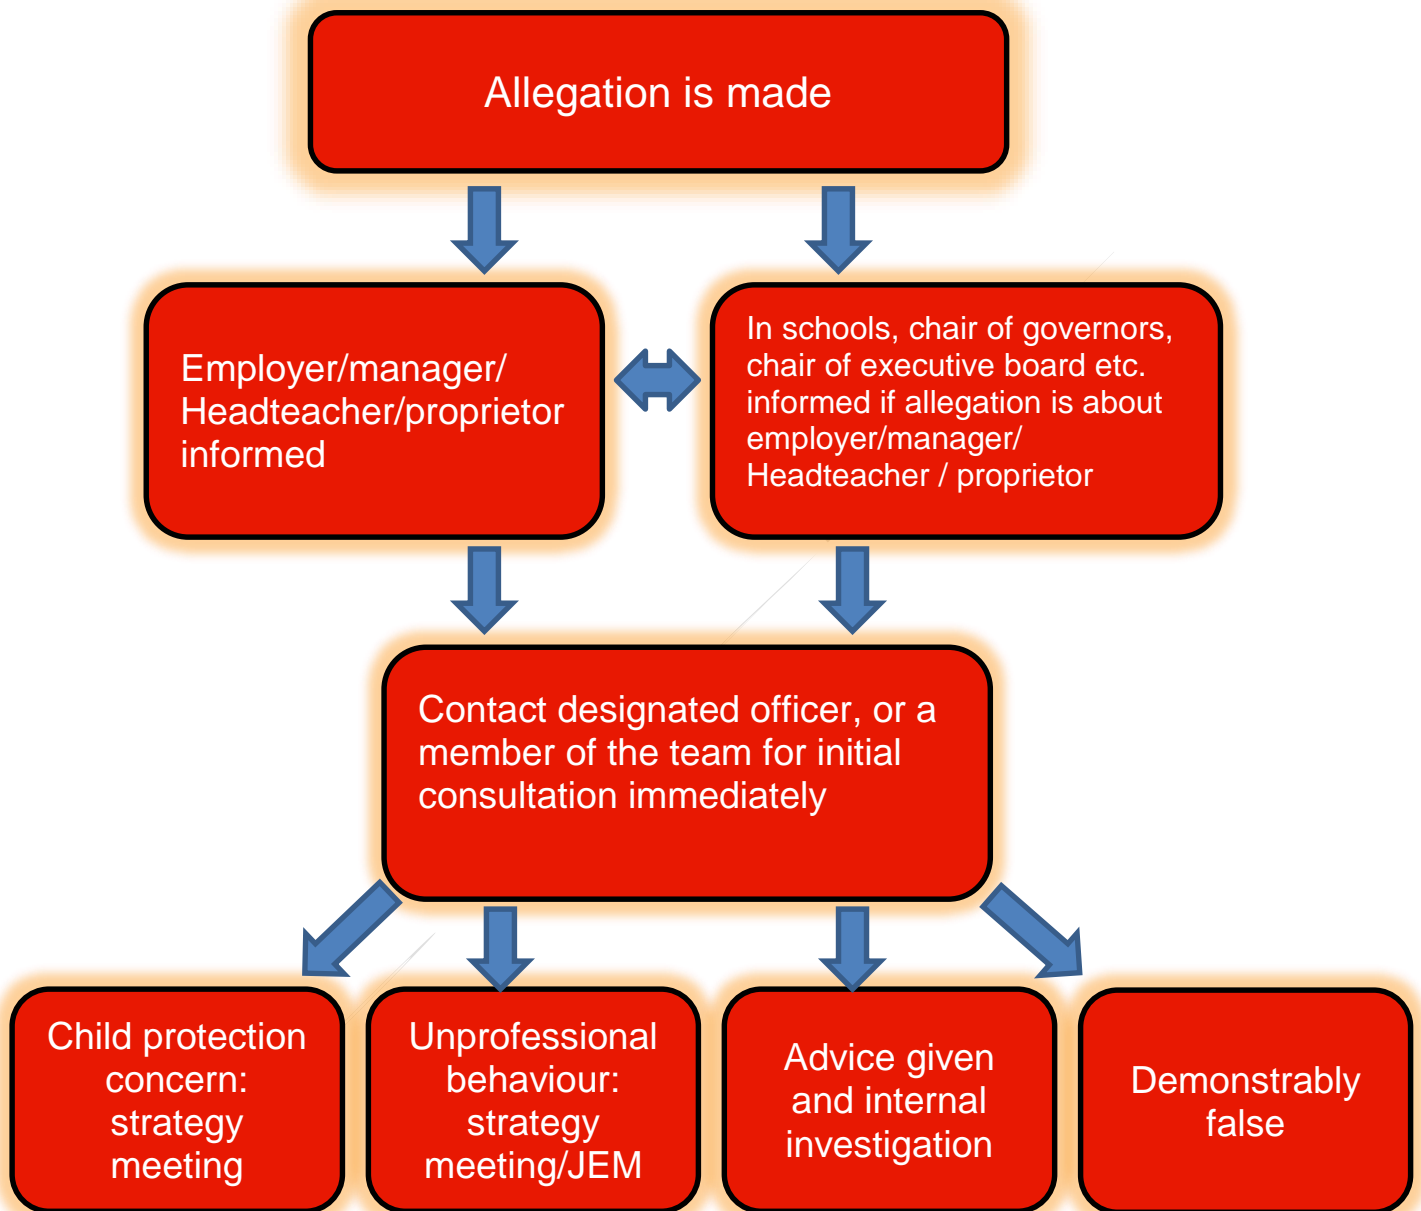 Allegation is made
Employer/manager/
Headteacher/proprietor
informed
In schools, chair of governors,
chair of executive board etc.
informed if allegation is about
employer/manager/
Headteacher / proprietor
Contact designated officer, or a
member of the team for initial
consultation immediately
Child protection
concern:
strategy
meeting
Unprofessional
behaviour:
strategy
meeting/JEM
Advice given
and internal
investigation
Demonstrably
false